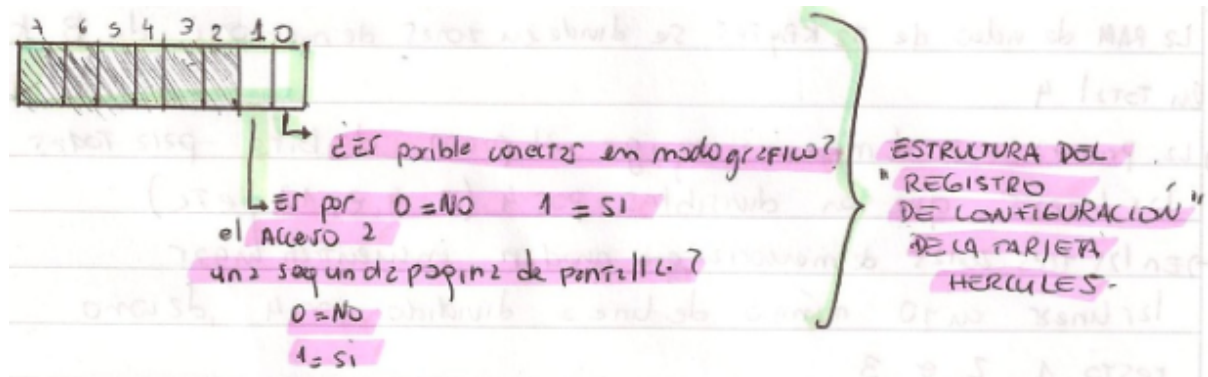 7 6 5 4 3 2 1 0
¿Es posible conectar en modo gráfico?
Es por 0 = NO 1 = SI
el Acceso a
una segunda página de pantalla.?
0 = No
1 = Si
ESTRUCTURA DEL
" REGISTRO
DE CONFIGURACIÓN "
DE LA TARJETA
HERCULES.